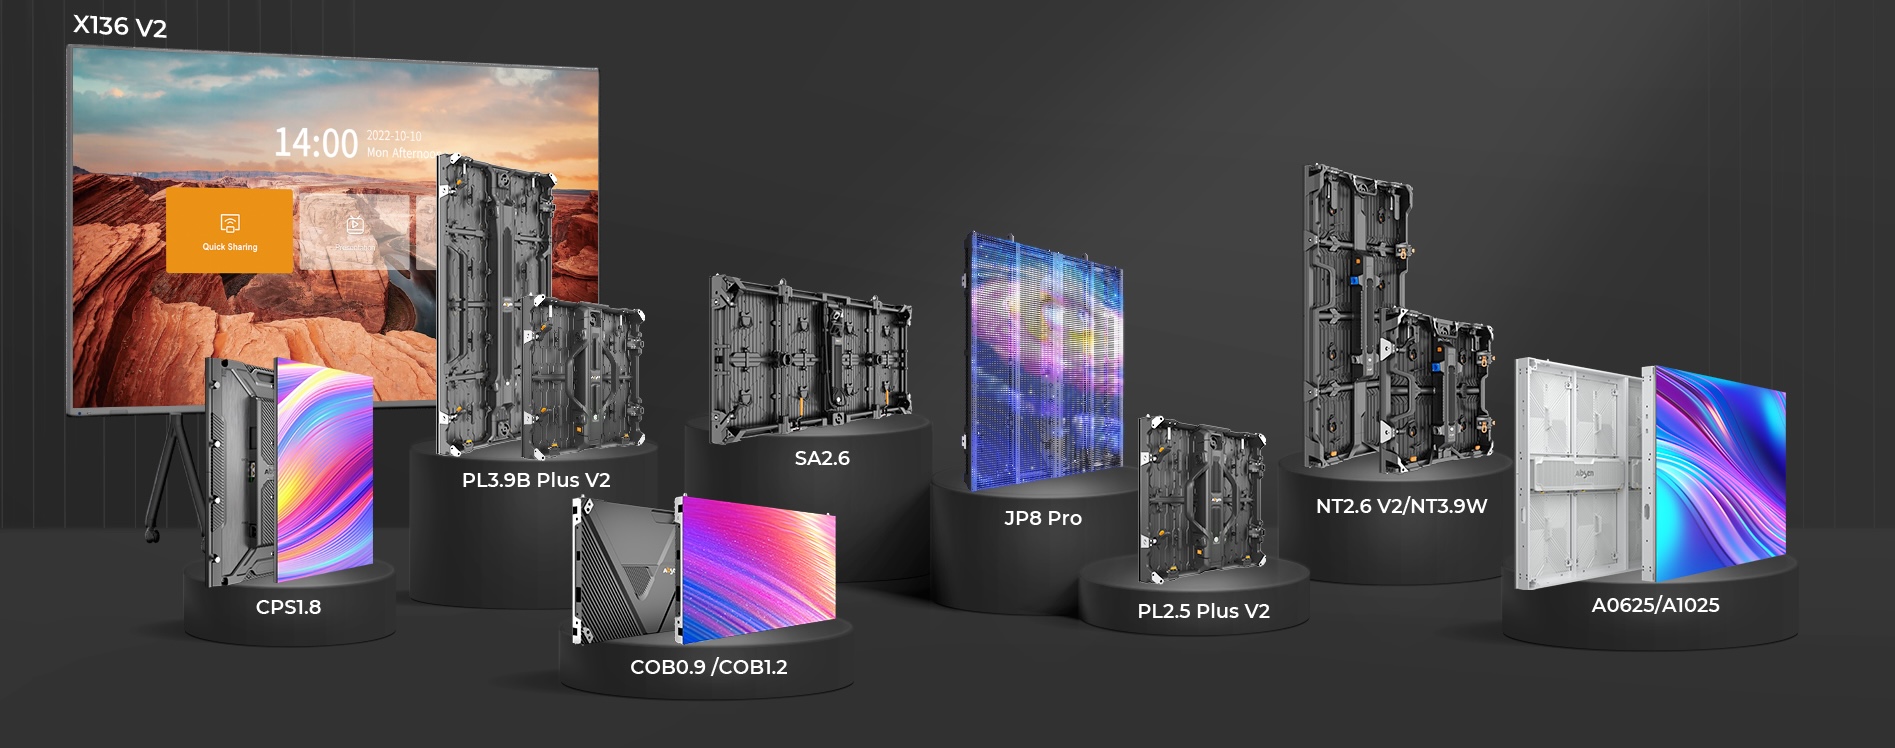 X136 V2
14:00
2022-10-10
Mon Afternoon
Quick Sharing
PL3.9B Plus V2
SA2.6
JP8 Pro
NT2.6 V2/NT3.9W
Absen
CPS1.8
PL2.5 Plus V2
A0625/A1025
COB0.9 /COB1.2